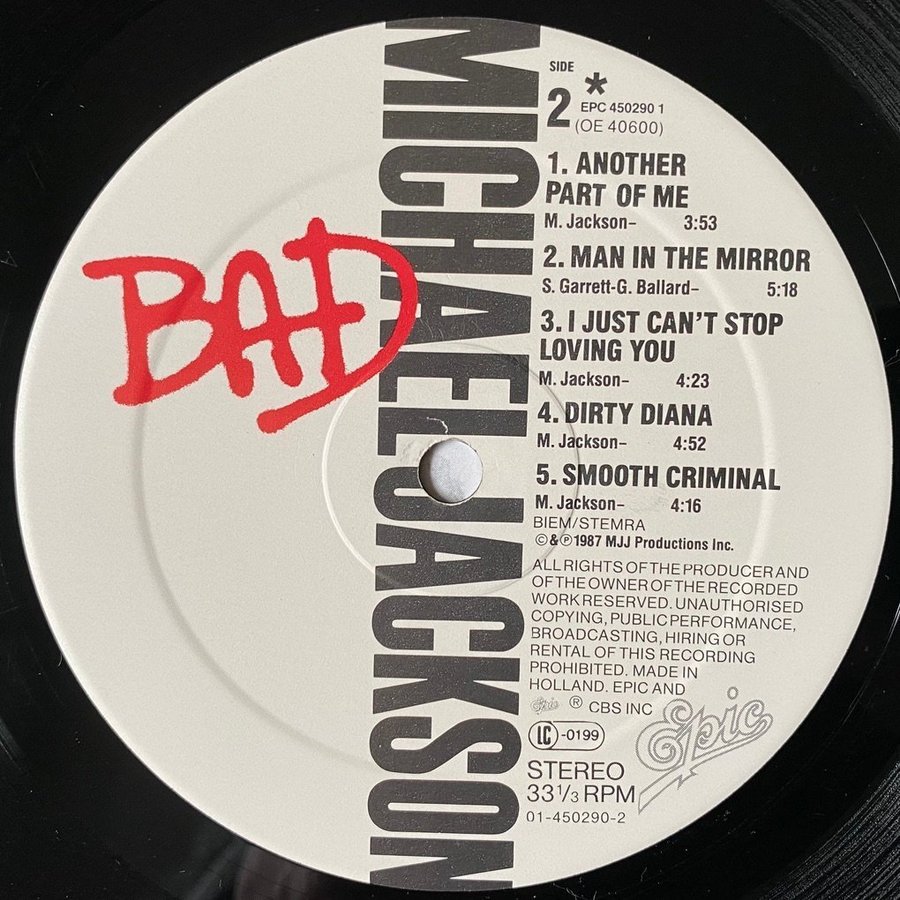 BAD
MICHAEL JACKSON
SIDE
2 *
EPC 450290 1
(OE 40600)
1. ANOTHER
PART OF ME
M. Jackson– 3:53
2. MAN IN THE MIRROR
S. Garrett-G. Ballard– 5:18
3. I JUST CAN'T STOP
LOVING YOU
M. Jackson– 4:23
4. DIRTY DIANA
M. Jackson– 4:52
5. SMOOTH CRIMINAL
M. Jackson– 4:16
BIEM/STEMRA
©&℗1987 MJJ Productions Inc.
ALL RIGHTS OF THE PRODUCER AND
OF THE OWNER OF THE RECORDED
WORK RESERVED. UNAUTHORISED
COPYING, PUBLIC PERFORMANCE,
BROADCASTING, HIRING OR
RENTAL OF THIS RECORDING
PROHIBITED. MADE IN
HOLLAND. EPIC AND
Epic ® CBS INC
LC-0199
Epic
STEREO
33 1/3 RPM
01-450290-2